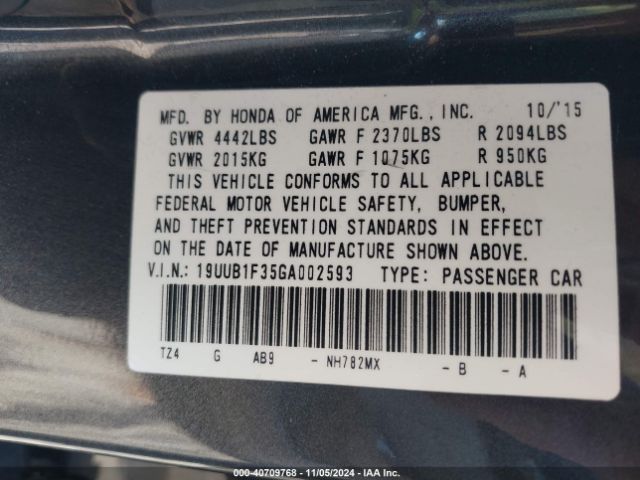 MFD. BY HONDA OF AMERICA MFG., INC. 10/'15
GVWR 4442LBS GAWR F 2370LBS R 2094LBS
GVWR 2015KG GAWR F 1075KG R 950KG
THIS VEHICLE CONFORMS TO ALL APPLICABLE
FEDERAL MOTOR VEHICLE SAFETY, BUMPER,
AND THEFT PREVENTION STANDARDS IN EFFECT
ON THE DATE OF MANUFACTURE SHOWN ABOVE.
V.I.N.: 19UUB1F35GA002593 TYPE: PASSENGER CAR
TZ4 G AB9 - NH782MX - B - A
000-40709768 - 11/05/2024 - IAA Inc.